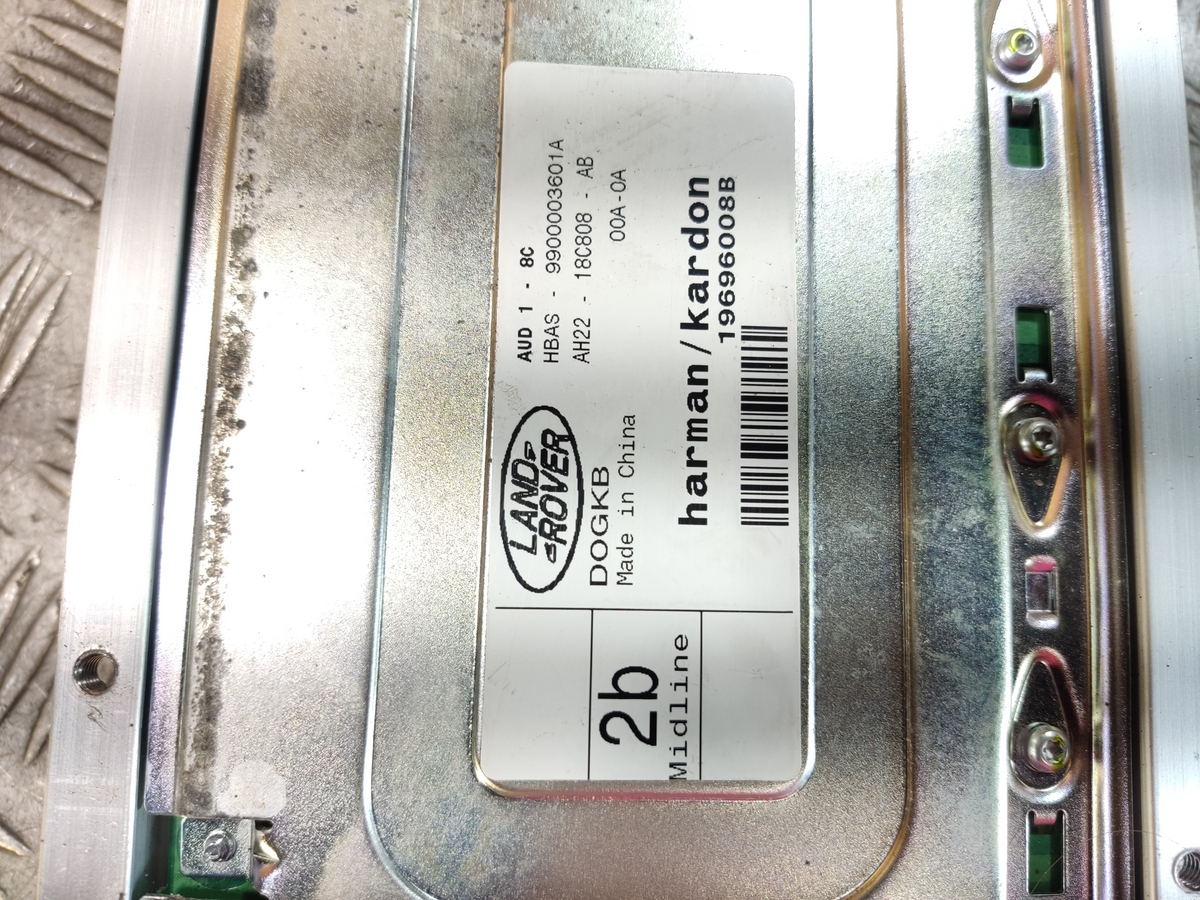 AUD 1 - 8C
HBAS - 9900003601A
AH22 - 18C808 - AB
00A-0A
LAND
ROVER
DOGKB
Made in China
harman/kardon
19696008B
2b
Midline